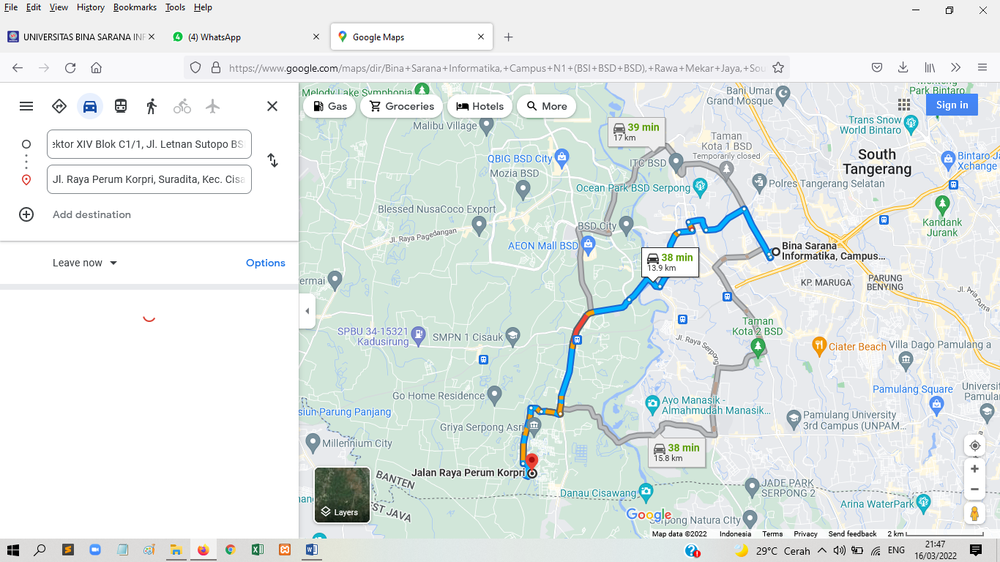 File Edit View History Bookmarks Tools Help
UNIVERSITAS BINA SARANA INF
(4) WhatsApp
Google Maps
https://www.google.com/maps/dir/Bina+Sarana+Informatika,+Campus+N1+(BSI+BSD+BSD),+Rawa+Mekar+Jaya,+Sou
ektor XIV Blok C1/1, Jl. Letnan Sutopo BS
Jl. Raya Perum Korpri, Suradita, Kec. Cisa
Add destination
Leave now
Options
Gas
Groceries
Hotels
More
Sign in
Melody Lake Symphonia
Malibu Village
Bani Umar
Grand Mosque
Park Bintaro
Trans Snow
World Bintaro
39 min
17 km
Taman
Kota 1 BSD
Temporarily closed
South
Tangerang
Bintaro Ja
Xchange
QBIG BSD City
ITC BSD
Mozia BSD
Polres Tangerang Selatan
Ocean Park BSD Serpong
Blessed NusaCoco Export
Kandank
Jurank
Jl. Raya Pagedangan
BSD City
AEON Mall BSD
Bina Sarana
Informatika, Campus...
38 min
13.9 km
ermai
KP. MARUGA
PARUNG
BENYING
Jl. Aria Putra
Taman
Kota 2 BSD
SPBU 34-15321
Kadusirung
SMPN 1 Cisauk
Jl. Raya Serpong
Ciater Beach
Villa Dago Pamulang a
Go Home Residence
Pamulang Square
Universit
Pamulan
siun Parung Panjang
Ayo Manasik -
Almahmudah Manasik...
Pamulang University
3rd Campus (UNPAM...
Griya Serpong Asri
Millennium City
38 min
15.8 km
Jalan Raya Perum Korpri
BANTEN
EST JAVA
Danau Cisawang
JADE PARK
SERPONG 2
Arina WaterPark
Serpong Natura City
Layers
Google
Map data ©2022 Indonesia Terms Privacy Send feedback 2 km
29°C Cerah
ENG
21:47
16/03/2022